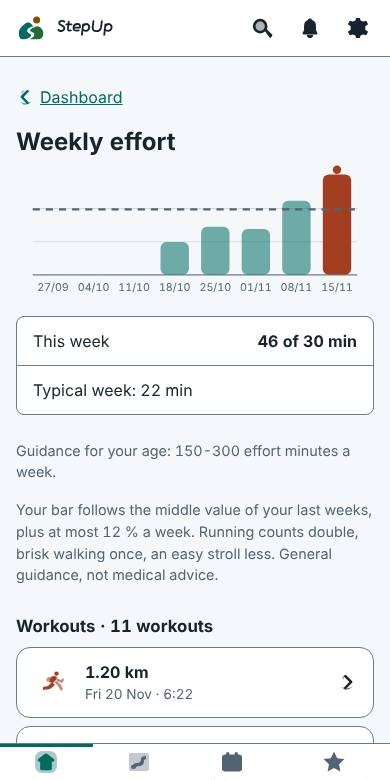 StepUp
Dashboard
Weekly effort
27/09 04/10 11/10 18/10 25/10 01/11 08/11 15/11
This week 46 of 30 min
Typical week: 22 min
Guidance for your age: 150-300 effort minutes a
week.
Your bar follows the middle value of your last weeks,
plus at most 12 % a week. Running counts double,
brisk walking once, an easy stroll less. General
guidance, not medical advice.
Workouts · 11 workouts
1.20 km
Fri 20 Nov · 6:22